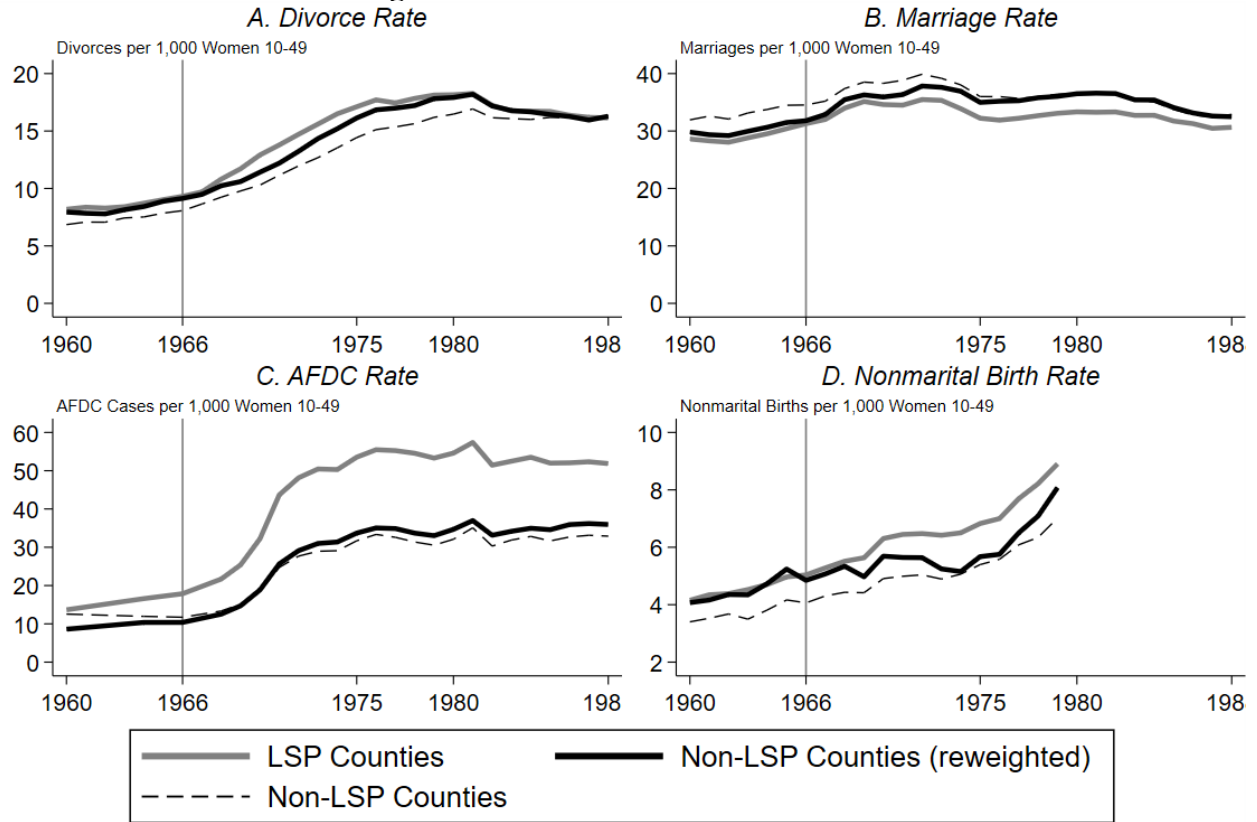 A. Divorce Rate
Divorces per 1,000 Women 10-49
20
15
10
5
0
1960 1966 1975 1980 198
B. Marriage Rate
Marriages per 1,000 Women 10-49
40
30
20
10
0
1960 1966 1975 1980 198
C. AFDC Rate
AFDC Cases per 1,000 Women 10-49
60
50
40
30
20
10
0
1960 1966 1975 1980 198
D. Nonmarital Birth Rate
Nonmarital Births per 1,000 Women 10-49
10
8
6
4
2
1960 1966 1975 1980 198
LSP Counties Non-LSP Counties (reweighted)
Non-LSP Counties